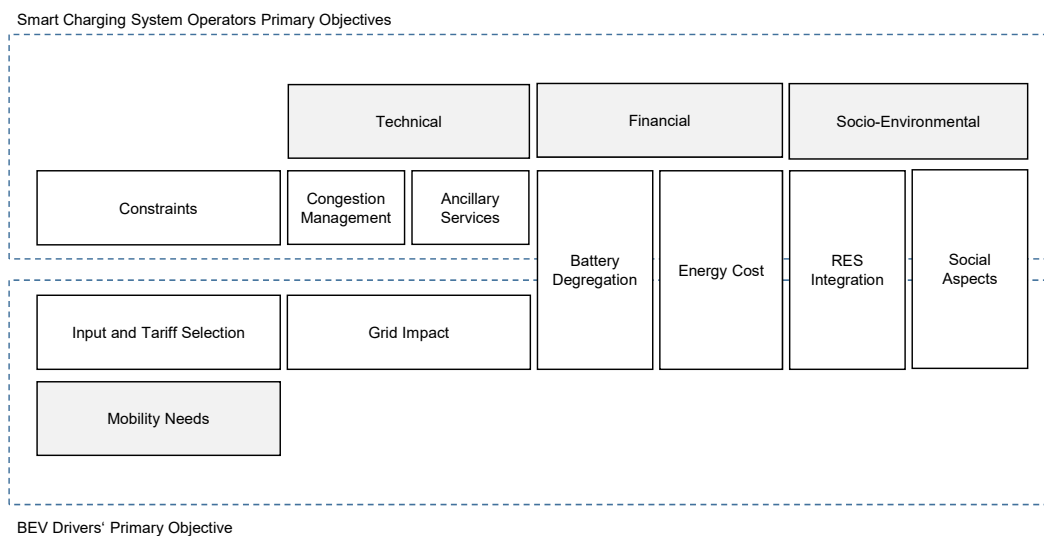 Smart Charging System Operators Primary Objectives
Technical
Financial
Socio-Environmental
Constraints
Congestion
Management
Ancillary
Services
Battery
Degregation
Energy Cost
RES
Integration
Social
Aspects
Input and Tariff Selection
Grid Impact
Mobility Needs
BEV Drivers‘ Primary Objective